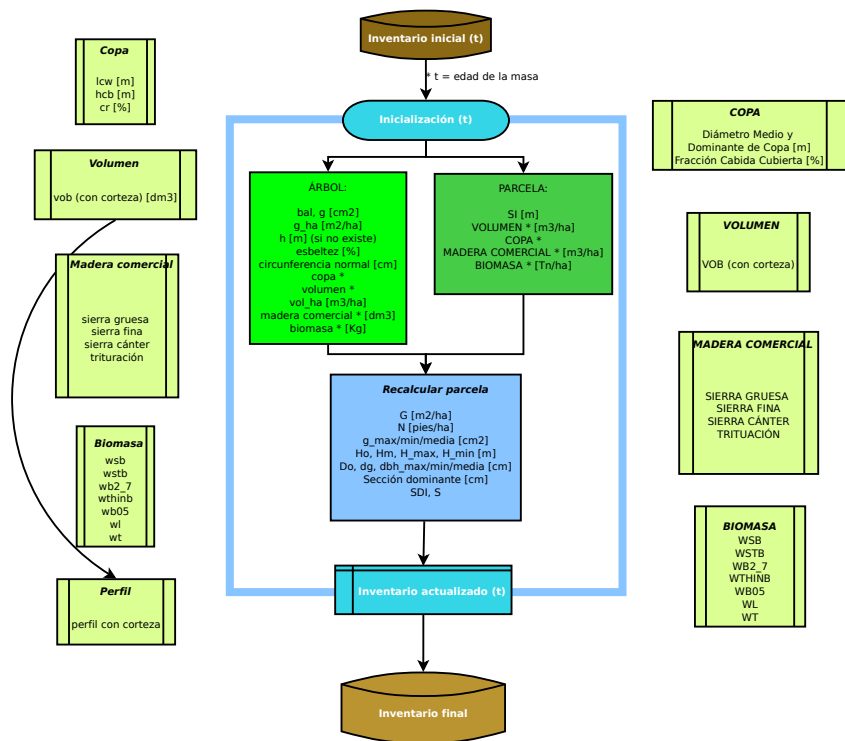 Inventario inicial (t)
* t = edad de la masa
Inicialización (t)
Copa
lcw [m]
hcb [m]
cr [%]
Volumen
vob (con corteza) [dm3]
Madera comercial
sierra gruesa
sierra fina
sierra cánter
trituración
Biomasa
wsb
wstb
wb2_7
wthinb
wb05
wl
wt
Perfil
perfil con corteza
ÁRBOL:
bal, g [cm2]
g_ha [m2/ha]
h [m] (si no existe)
esbeltez [%]
circunferencia normal [cm]
copa *
volumen *
vol_ha [m3/ha]
madera comercial * [dm3]
biomasa * [Kg]
PARCELA:
SI [m]
VOLUMEN * [m3/ha]
COPA *
MADERA COMERCIAL * [m3/ha]
BIOMASA * [Tn/ha]
Recalcular parcela
G [m2/ha]
N [pies/ha]
g_max/min/media [cm2]
Ho, Hm, H_max, H_min [m]
Do, dg, dbh_max/min/media [cm]
Sección dominante [cm]
SDI, S
Inventario actualizado (t)
Inventario final
COPA
Diámetro Medio y
Dominante de Copa [m]
Fracción Cabida Cubierta [%]
VOLUMEN
VOB (con corteza)
MADERA COMERCIAL
SIERRA GRUESA
SIERRA FINA
SIERRA CÁNTER
TRITUACIÓN
BIOMASA
WSB
WSTB
WB2_7
WTHINB
WB05
WL
WT